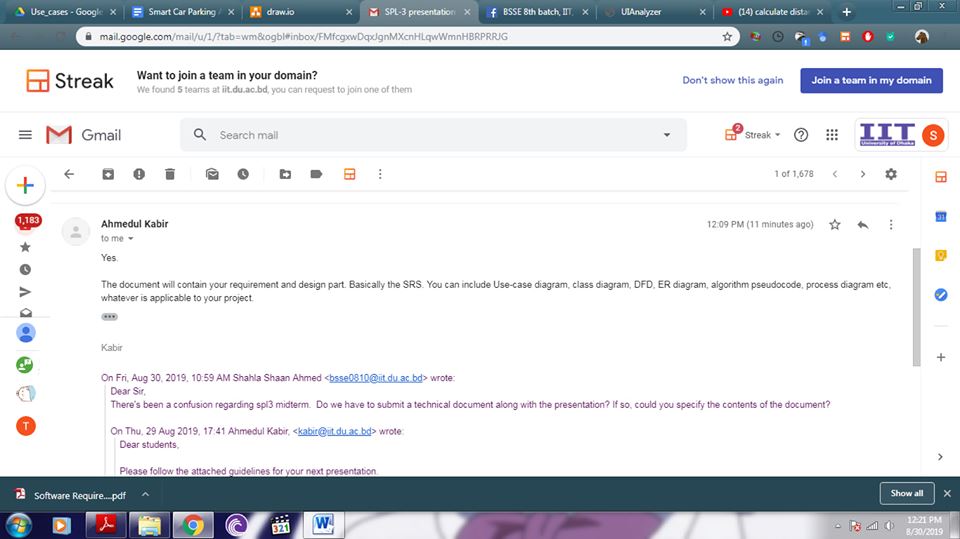 Use_cases - Google
Smart Car Parking A
draw.io
SPL-3 presentation
BSSE 8th batch, IIT,
UIAnalyzer
(14) calculate dista
mail.google.com/mail/u/1/?tab=wm&ogbl#inbox/FMfcgxwDqxJgnMXcnHLqwWmnHBRPRRJG
Streak
Want to join a team in your domain?
We found 5 teams at iit.du.ac.bd, you can request to join one of them
Don't show this again
Join a team in my domain
Gmail
Search mail
2
Streak
IIT
University of Dhaka
S
1 of 1,678
1,183
31
Ahmedul Kabir
12:09 PM (11 minutes ago)
to me
Yes.
The document will contain your requirement and design part. Basically the SRS. You can include Use-case diagram, class diagram, DFD, ER diagram, algorithm pseudocode, process diagram etc,
whatever is applicable to your project.
Kabir
On Fri, Aug 30, 2019, 10:59 AM Shahla Shaan Ahmed <bsse0810@iit.du.ac.bd> wrote:
Dear Sir,
There's been a confusion regarding spl3 midterm. Do we have to submit a technical document along with the presentation? If so, could you specify the contents of the document?
On Thu, 29 Aug 2019, 17:41 Ahmedul Kabir, <kabir@iit.du.ac.bd> wrote:
Dear students,
Please follow the attached guidelines for your next presentation.
T
Software Require....pdf
Show all
321
12:21 PM
8/30/2019